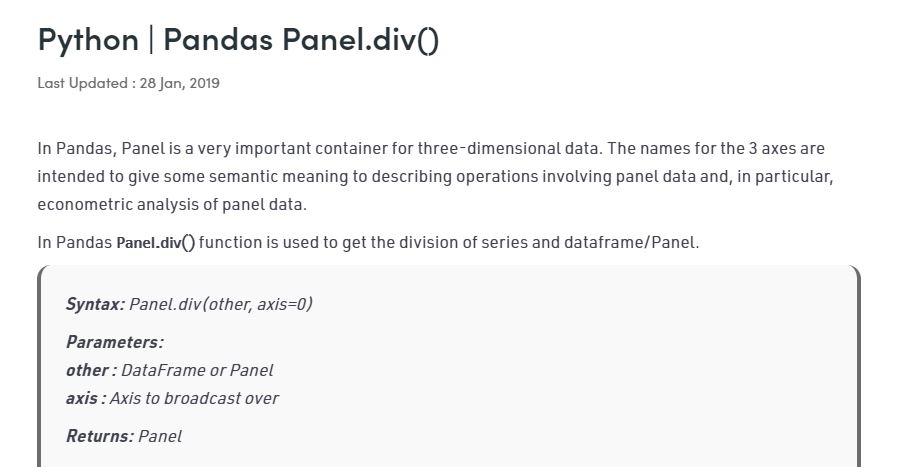 Python | Pandas Panel.div()
Last Updated : 28 Jan, 2019
In Pandas, Panel is a very important container for three-dimensional data. The names for the 3 axes are
intended to give some semantic meaning to describing operations involving panel data and, in particular,
econometric analysis of panel data.
In Pandas Panel.div() function is used to get the division of series and dataframe/Panel.
Syntax: Panel.div(other, axis=0)
Parameters:
other : DataFrame or Panel
axis : Axis to broadcast over
Returns: Panel